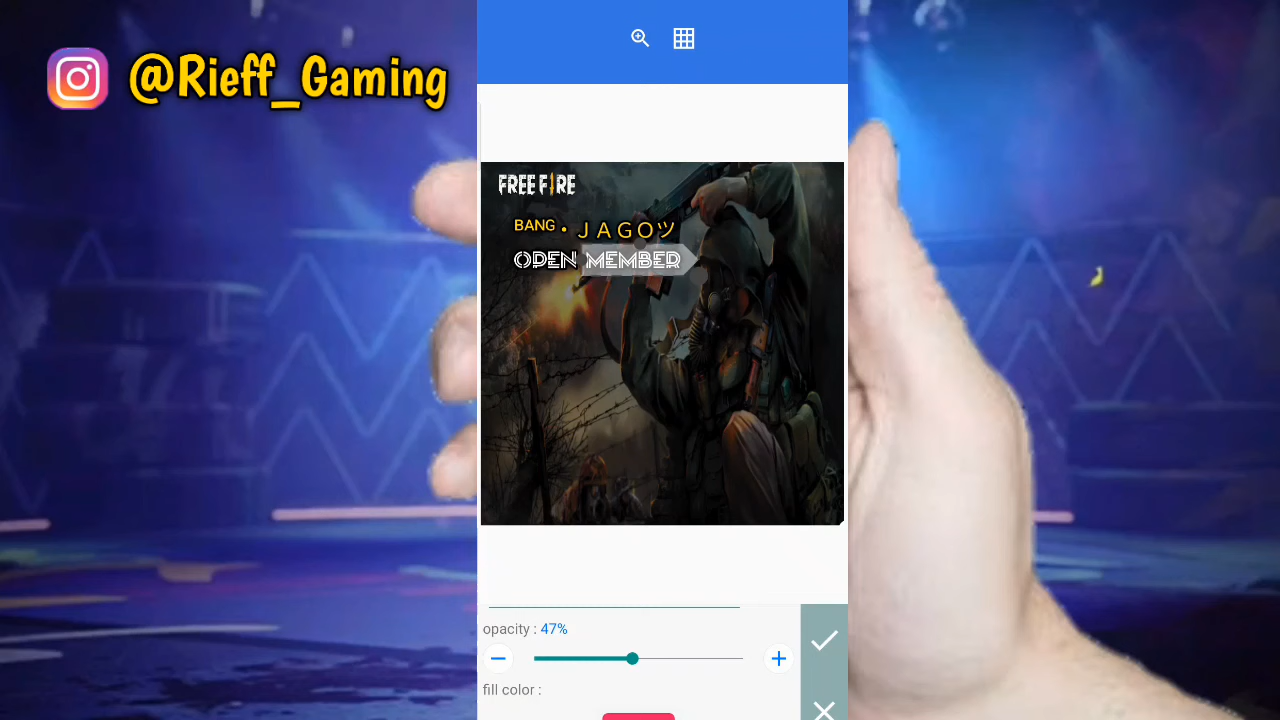 @Rieff_Gaming
FREE FIRE
BANG・ＪＡＧＯツ
OPEN MEMBER
opacity : 47%
fill color :